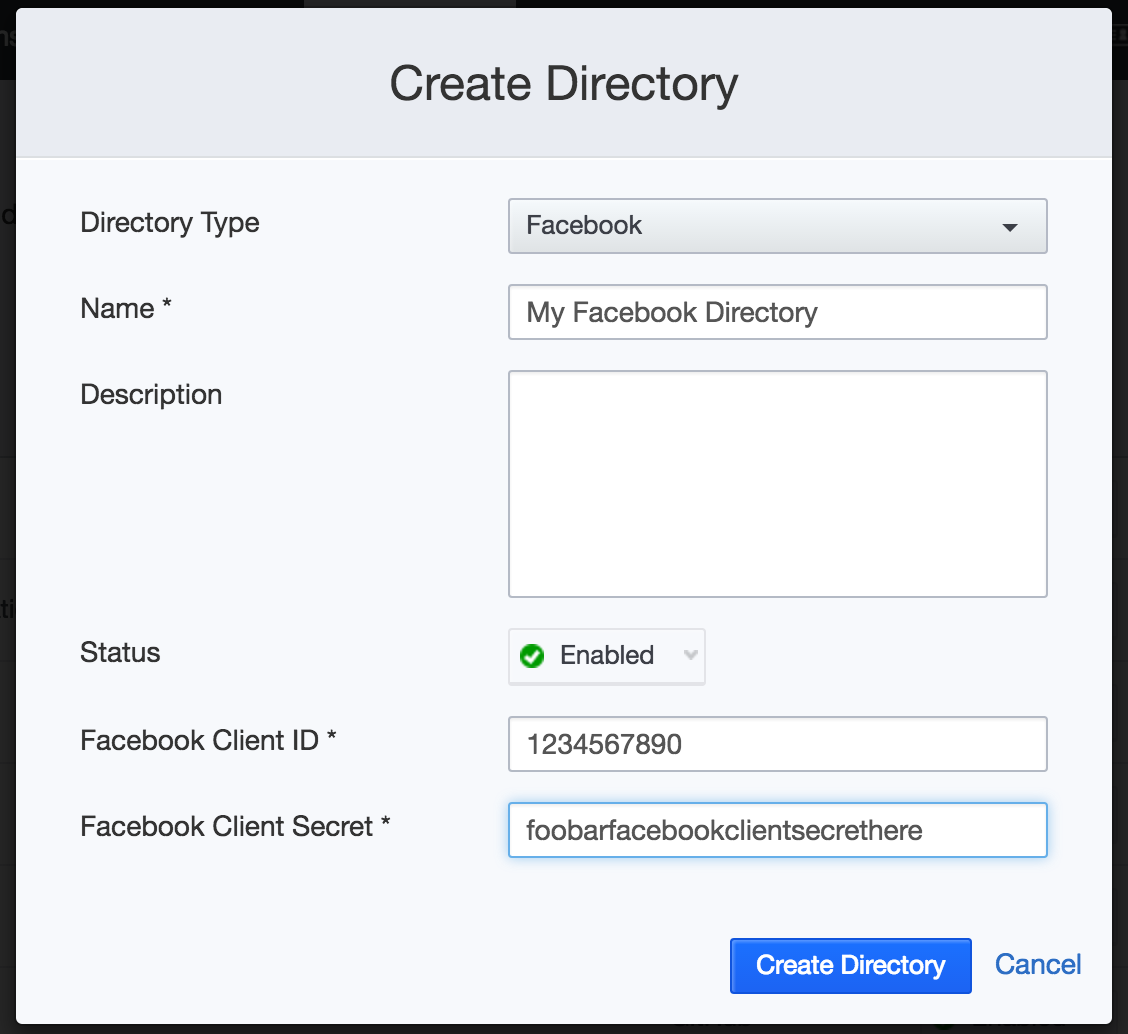 Create Directory
Directory Type
Facebook
Name *
My Facebook Directory
Description
Status
Enabled
Facebook Client ID *
1234567890
Facebook Client Secret *
foobarfacebookclientsecrethere
Create Directory
Cancel